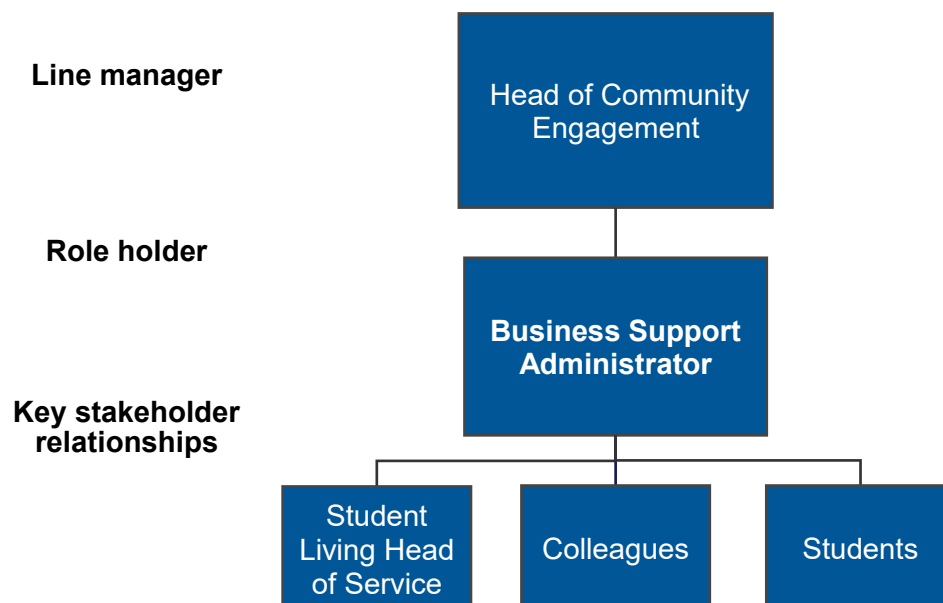 Line manager
Head of Community
Engagement
Role holder
Business Support
Administrator
Key stakeholder
relationships
Student
Living Head
of Service
Colleagues
Students